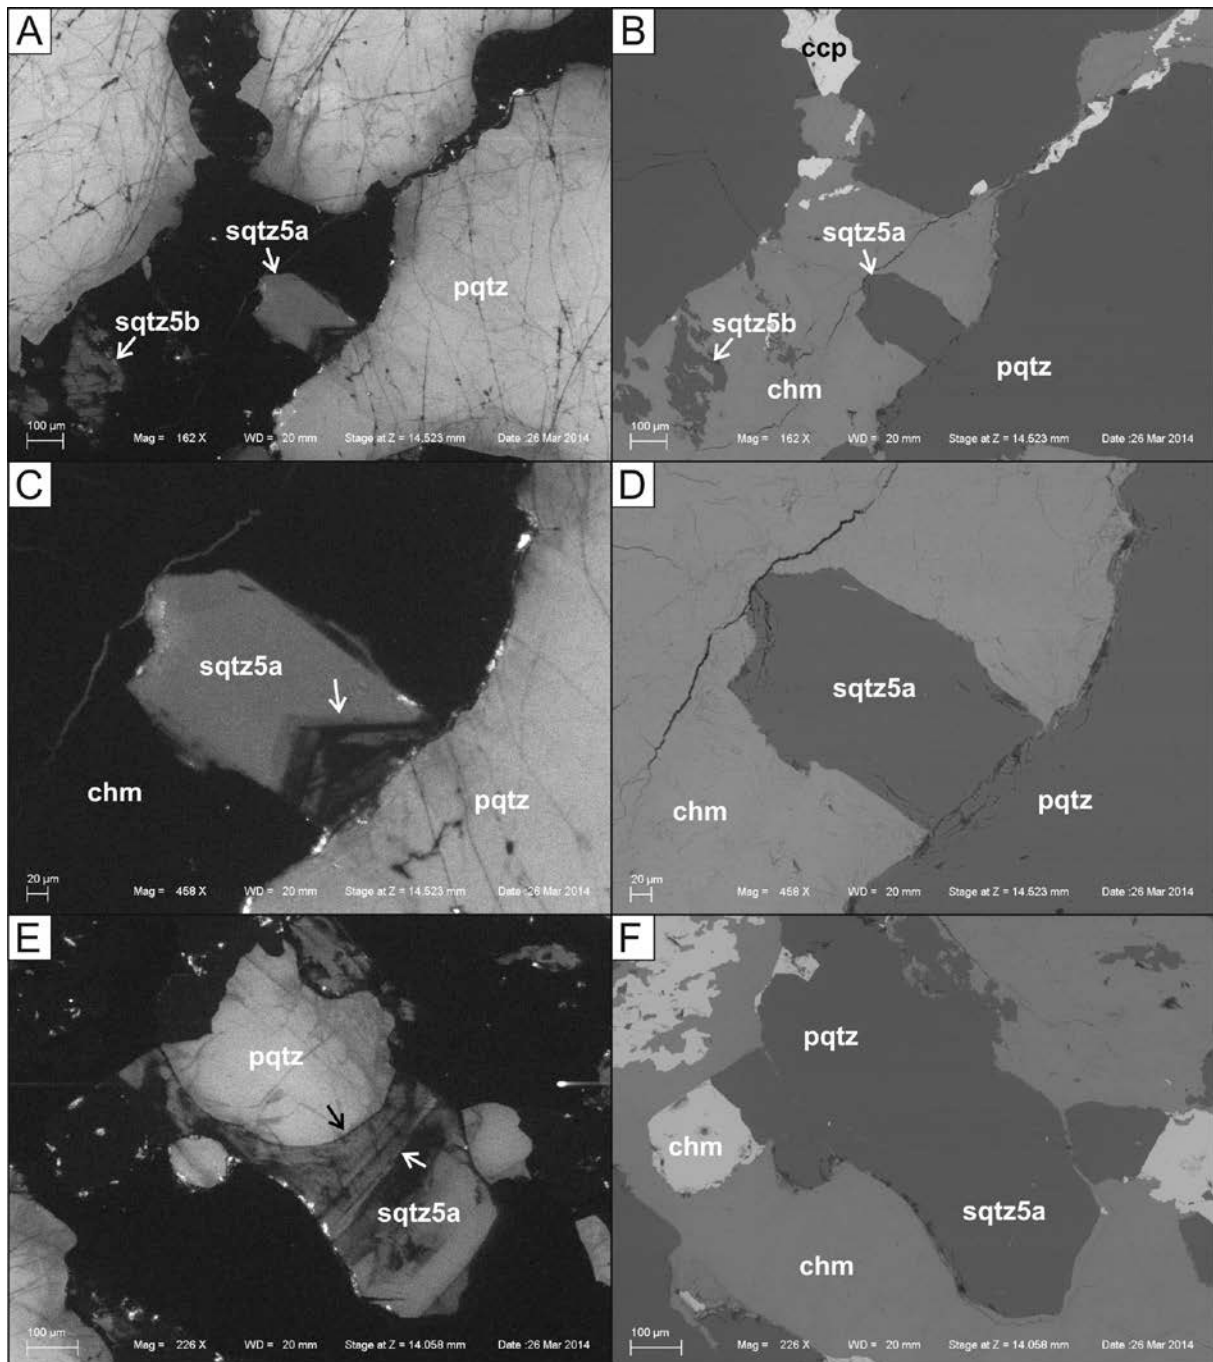 A
sqtz5a
sqtz5b
pqtz
100 µm
Mag = 162 X WD = 20 mm Stage at Z = 14.523 mm Date :26 Mar 2014
B
ccp
sqtz5a
sqtz5b
pqtz
chm
100 µm
Mag = 162 X WD = 20 mm Stage at Z = 14.523 mm Date :26 Mar 2014
C
sqtz5a
chm
pqtz
20 µm
Mag = 458 X WD = 20 mm Stage at Z = 14.523 mm Date :26 Mar 2014
D
sqtz5a
chm
pqtz
20 µm
Mag = 458 X WD = 20 mm Stage at Z = 14.523 mm Date :26 Mar 2014
E
pqtz
sqtz5a
100 µm
Mag = 226 X WD = 20 mm Stage at Z = 14.058 mm Date :26 Mar 2014
F
pqtz
chm
sqtz5a
chm
100 µm
Mag = 226 X WD = 20 mm Stage at Z = 14.058 mm Date :26 Mar 2014